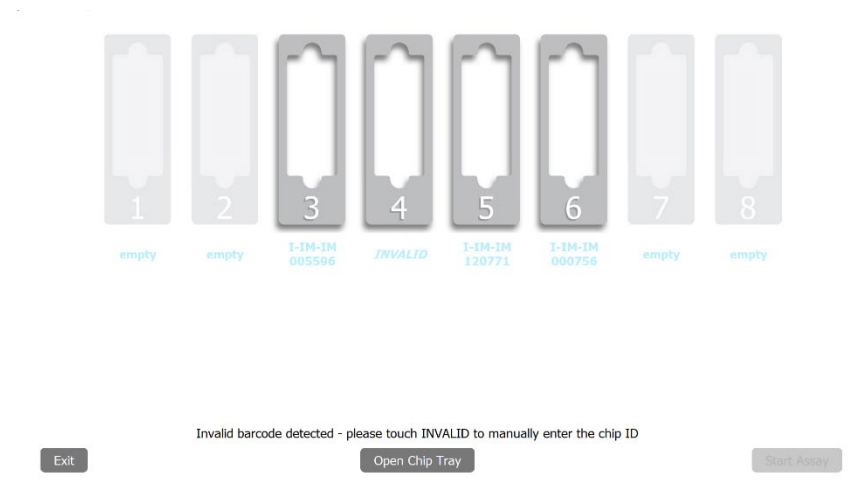 1 2 3 4 5 6 7 8
empty empty I-IM-IM INVALID I-IM-IM I-IM-IM empty empty
005596 120771 000756
Invalid barcode detected - please touch INVALID to manually enter the chip ID
Exit Open Chip Tray Start Assay